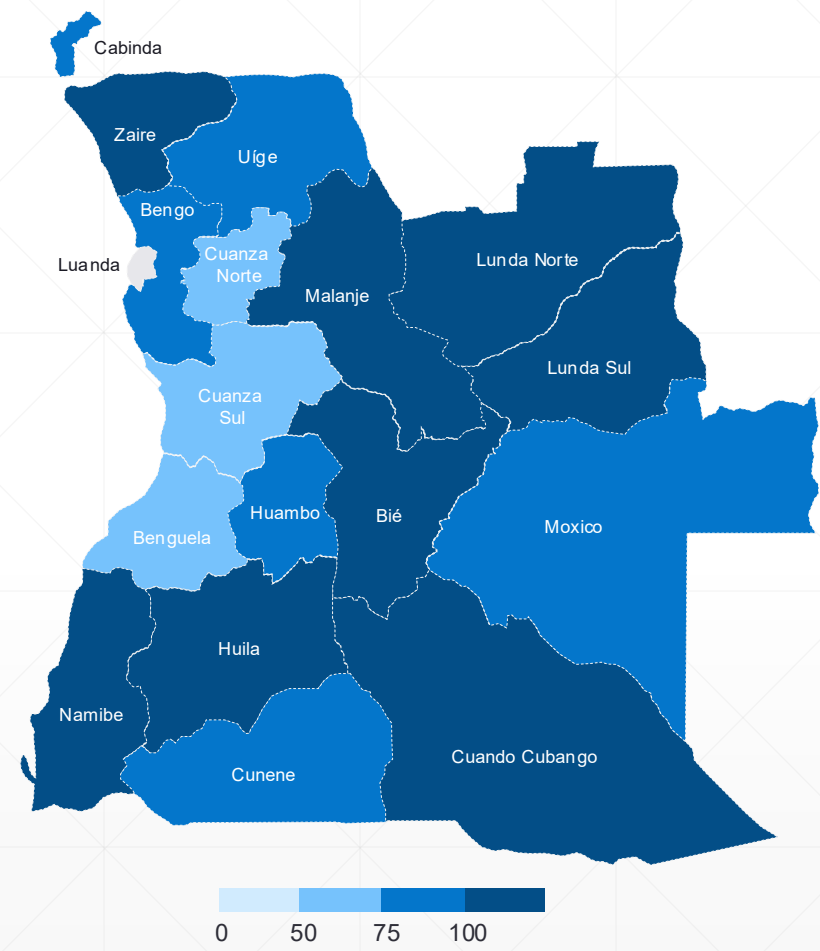 Cabinda
Zaire
Uíge
Bengo
Luanda
Cuanza
Norte
Malanje
Lunda Norte
Lunda Sul
Cuanza
Sul
Huambo
Bié
Moxico
Benguela
Huila
Namibe
Cunene
Cuando Cubango
0 50 75 100